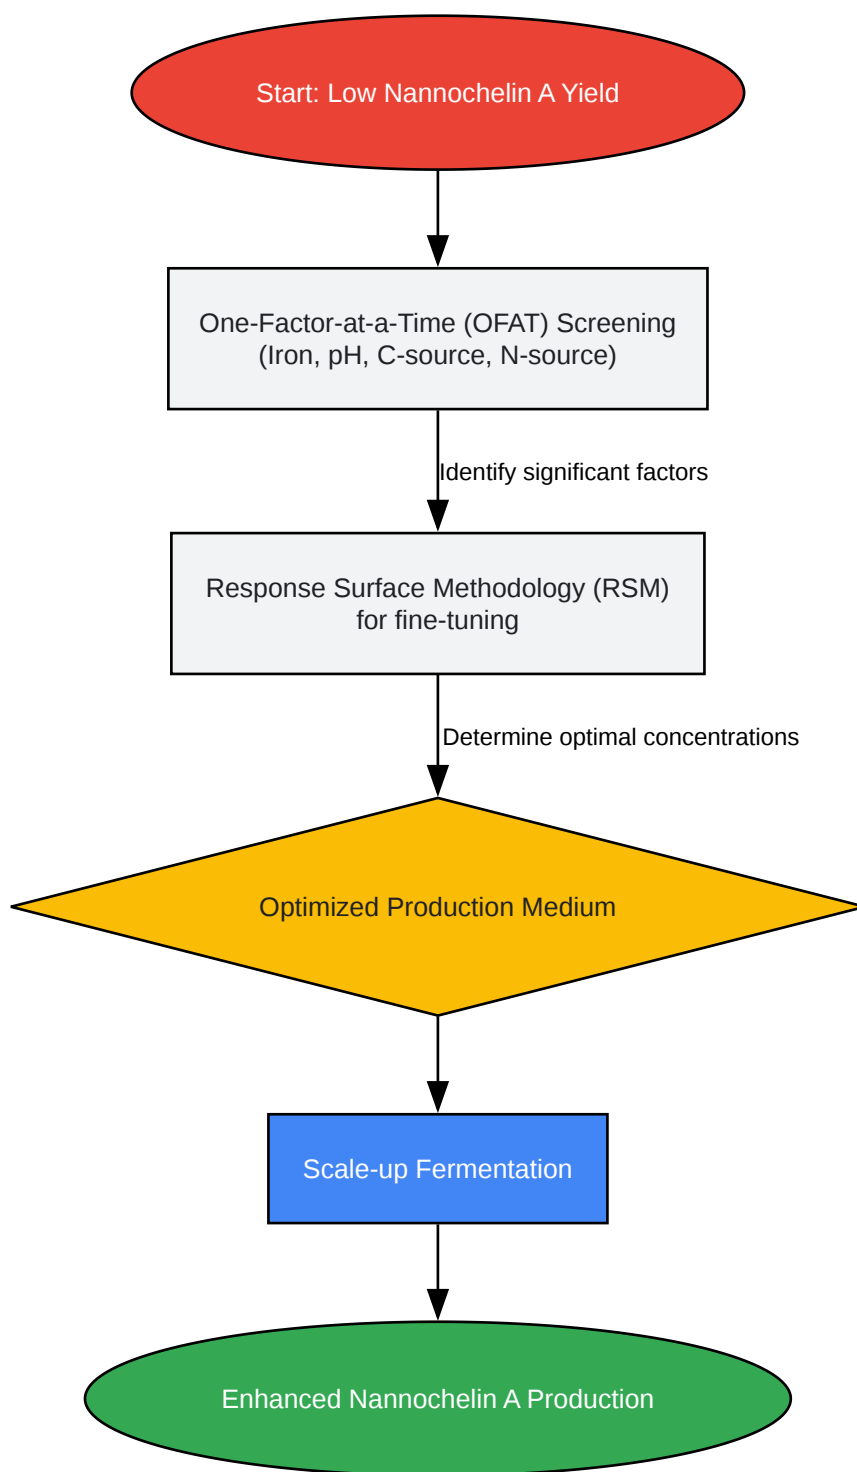 Start: Low Nannochelin A Yield
One-Factor-at-a-Time (OFAT) Screening
(Iron, pH, C-source, N-source)
Identify significant factors
Response Surface Methodology (RSM)
for fine-tuning
Determine optimal concentrations
Optimized Production Medium
Scale-up Fermentation
Enhanced Nannochelin A Production